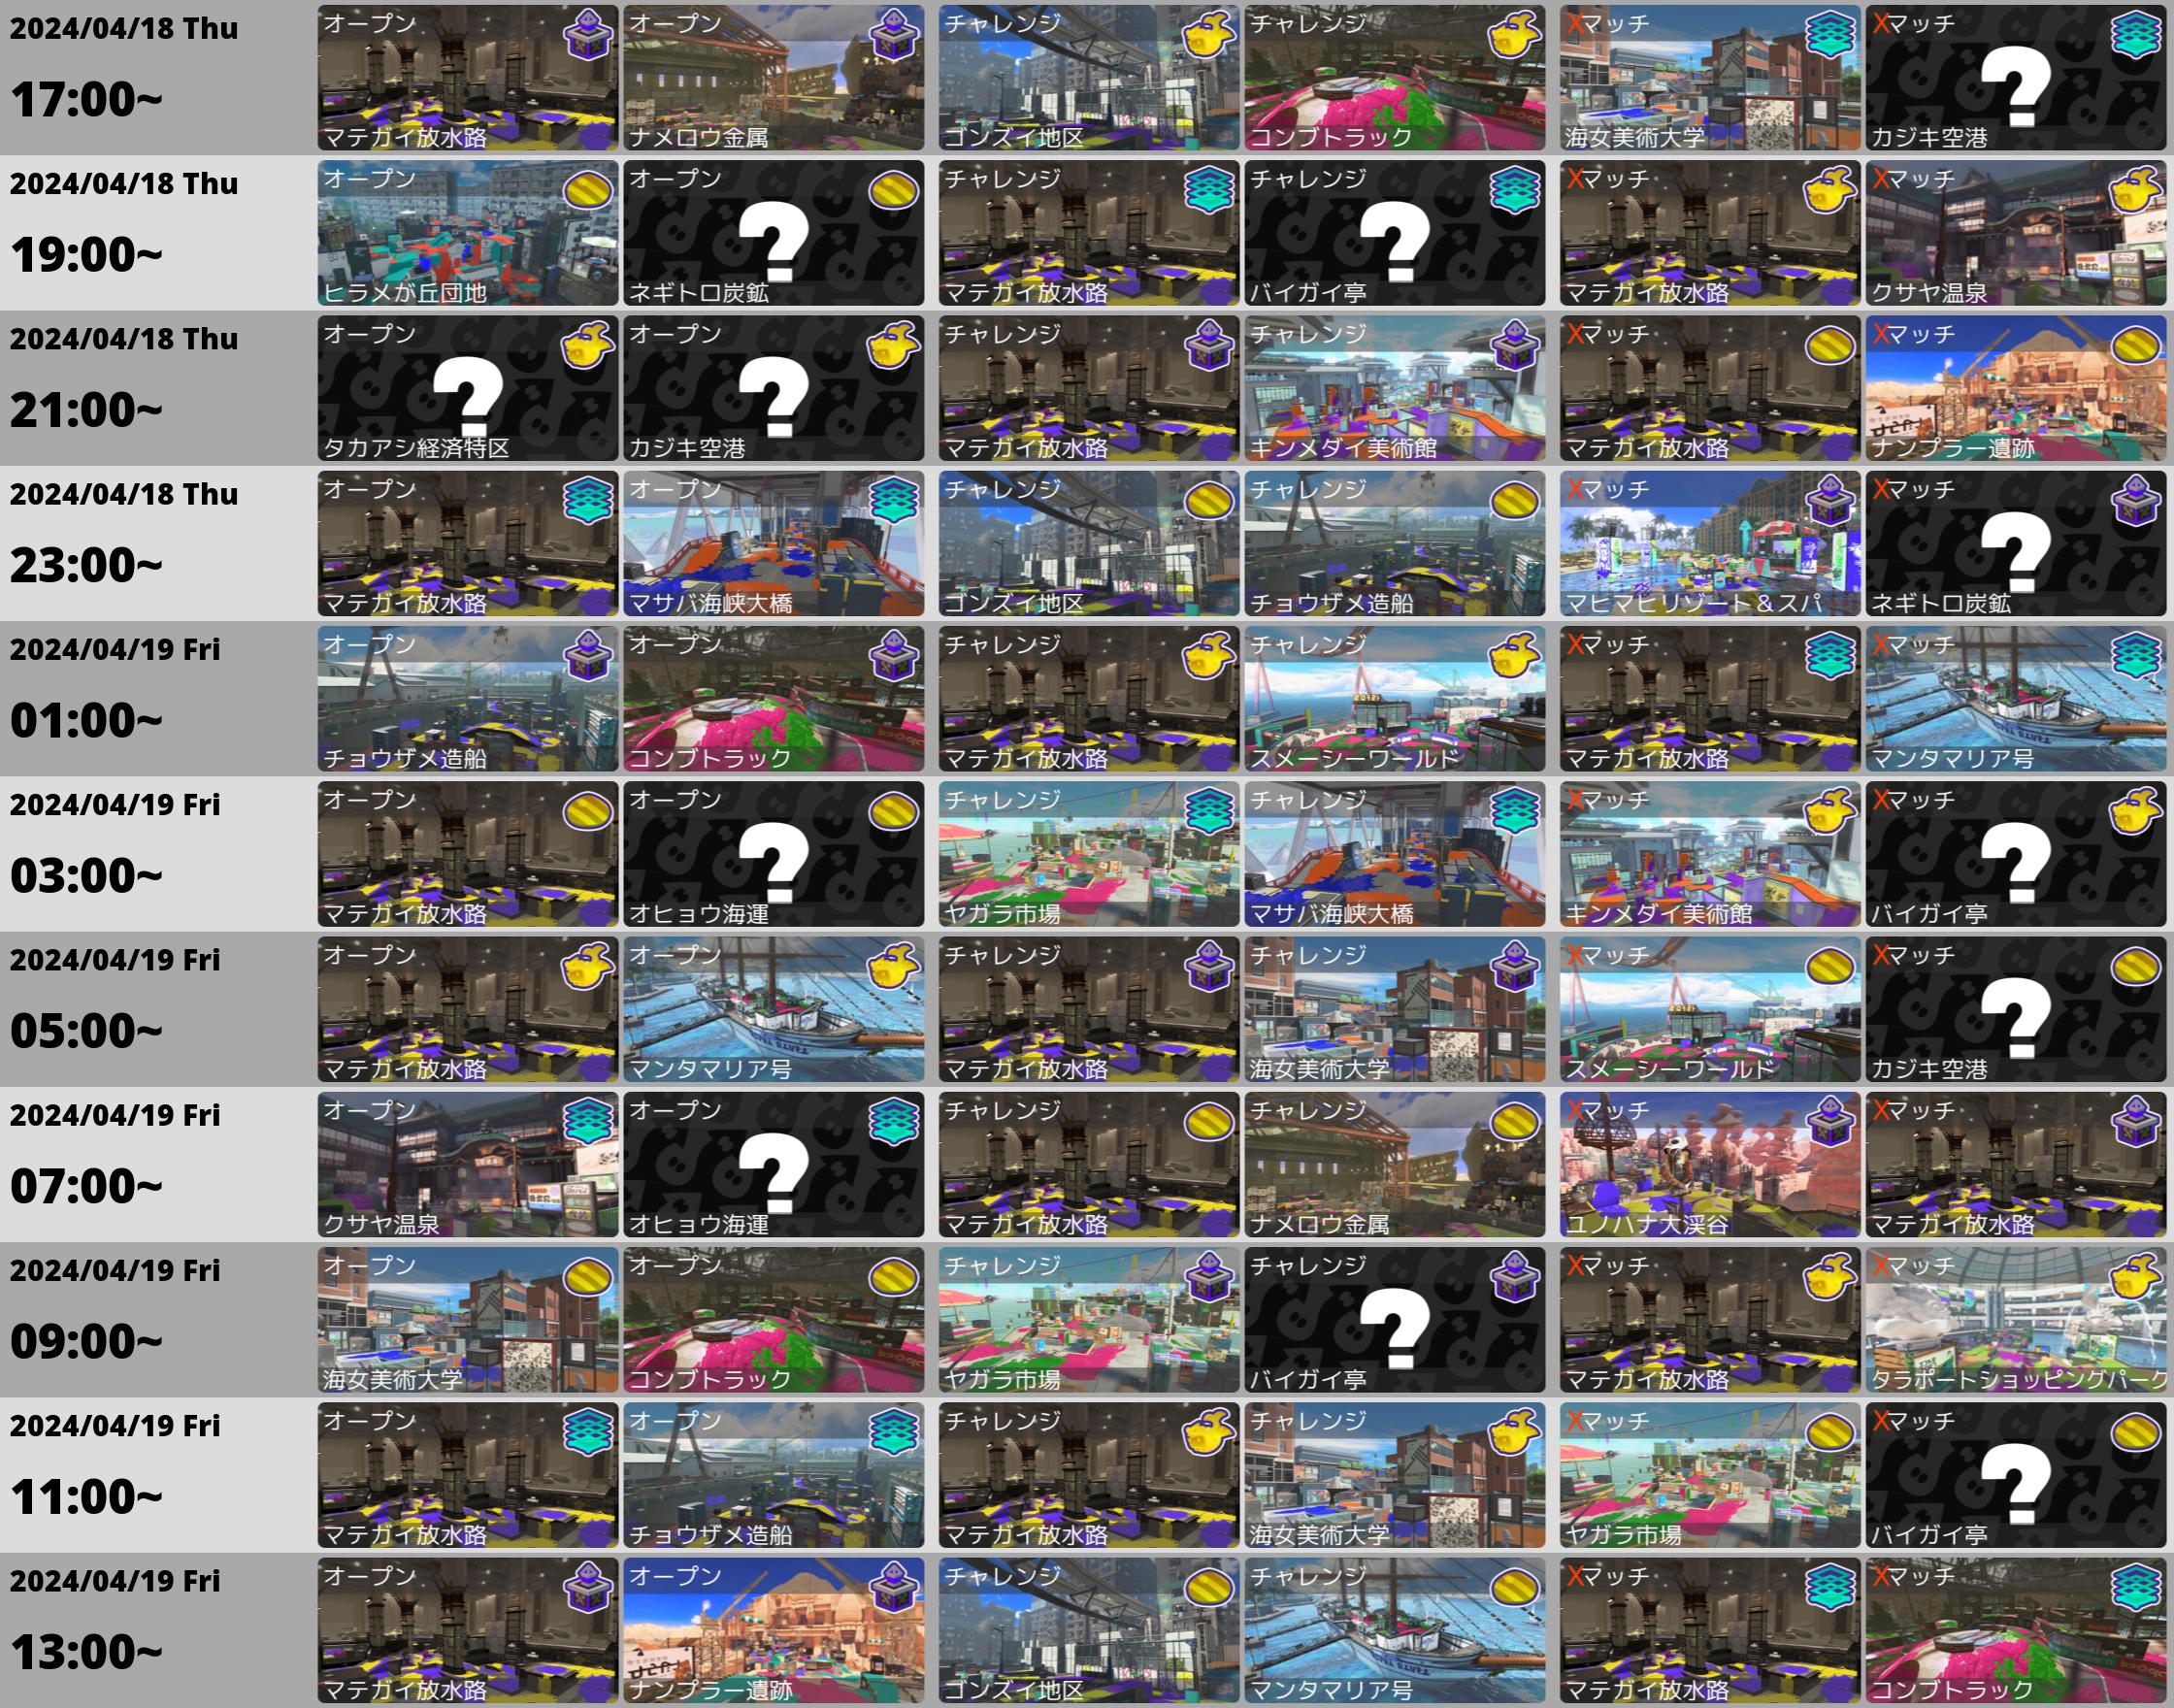 2024/04/18 Thu
17:00~
オープン
マテガイ放水路
オープン
ナメロウ金属
チャレンジ
ゴンズイ地区
チャレンジ
コンブトラック
Xマッチ
海女美術大学
Xマッチ
カジキ空港
2024/04/18 Thu
19:00~
オープン
ヒラメが丘団地
オープン
ネギトロ炭鉱
チャレンジ
マテガイ放水路
チャレンジ
バイガイ亭
Xマッチ
マテガイ放水路
Xマッチ
クサヤ温泉
2024/04/18 Thu
21:00~
オープン
タカアシ経済特区
オープン
カジキ空港
チャレンジ
マテガイ放水路
チャレンジ
キンメダイ美術館
Xマッチ
マテガイ放水路
Xマッチ
ナンプラー遺跡
2024/04/18 Thu
23:00~
オープン
マテガイ放水路
オープン
マサバ海峡大橋
チャレンジ
ゴンズイ地区
チャレンジ
チョウザメ造船
Xマッチ
マヒマヒリゾート＆スパ
Xマッチ
ネギトロ炭鉱
2024/04/19 Fri
01:00~
オープン
チョウザメ造船
オープン
コンブトラック
チャレンジ
マテガイ放水路
チャレンジ
スメーシーワールド
Xマッチ
マテガイ放水路
Xマッチ
マンタマリア号
2024/04/19 Fri
03:00~
オープン
マテガイ放水路
オープン
オヒョウ海運
チャレンジ
ヤガラ市場
チャレンジ
マサバ海峡大橋
Xマッチ
キンメダイ美術館
Xマッチ
バイガイ亭
2024/04/19 Fri
05:00~
オープン
マテガイ放水路
オープン
マンタマリア号
チャレンジ
マテガイ放水路
チャレンジ
海女美術大学
Xマッチ
スメーシーワールド
Xマッチ
カジキ空港
2024/04/19 Fri
07:00~
オープン
クサヤ温泉
オープン
オヒョウ海運
チャレンジ
マテガイ放水路
チャレンジ
ナメロウ金属
Xマッチ
ユノハナ大渓谷
Xマッチ
マテガイ放水路
2024/04/19 Fri
09:00~
オープン
海女美術大学
オープン
コンブトラック
チャレンジ
ヤガラ市場
チャレンジ
バイガイ亭
Xマッチ
マテガイ放水路
Xマッチ
タラポートショッピングパーク
2024/04/19 Fri
11:00~
オープン
マテガイ放水路
オープン
チョウザメ造船
チャレンジ
マテガイ放水路
チャレンジ
海女美術大学
Xマッチ
ヤガラ市場
Xマッチ
バイガイ亭
2024/04/19 Fri
13:00~
オープン
マテガイ放水路
オープン
ナンプラー遺跡
チャレンジ
ゴンズイ地区
チャレンジ
マンタマリア号
Xマッチ
マテガイ放水路
Xマッチ
コンブトラック